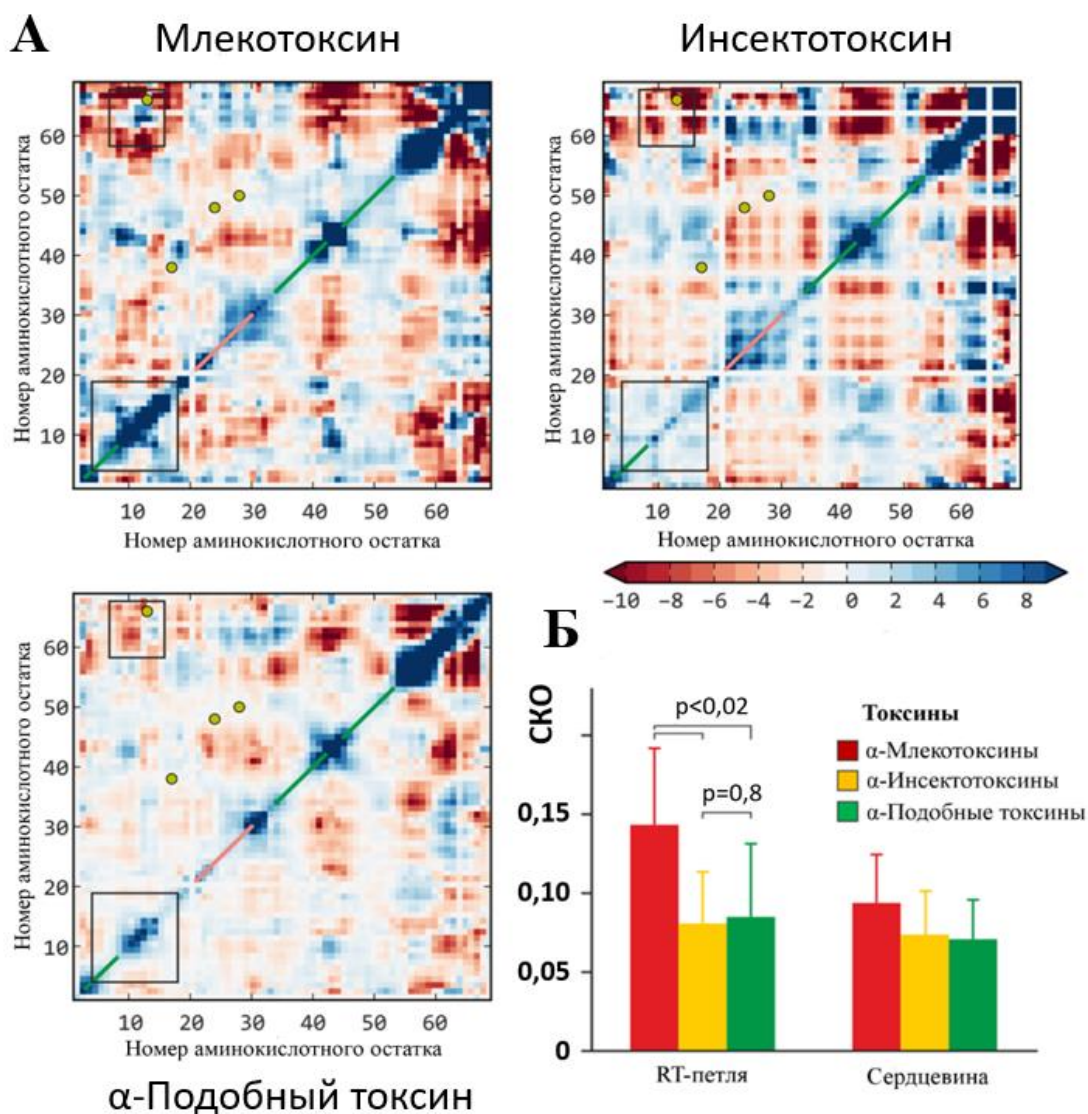 А
Млекотоксин
Инсектотоксин
Номер аминокислотного остатка
60
50
40
30
20
10
10 20 30 40 50 60
Номер аминокислотного остатка
Номер аминокислотного остатка
60
50
40
30
20
10
10 20 30 40 50 60
Номер аминокислотного остатка
−10 −8 −6 −4 −2 0 2 4 6 8
Номер аминокислотного остатка
60
50
40
30
20
10
10 20 30 40 50 60
Номер аминокислотного остатка
α-Подобный токсин
Б
СКО
0,15
0,10
0,05
0
p<0,02
p=0,8
Токсины
α-Млекотоксины
α-Инсектотоксины
α-Подобные токсины
RT-петля
Сердцевина